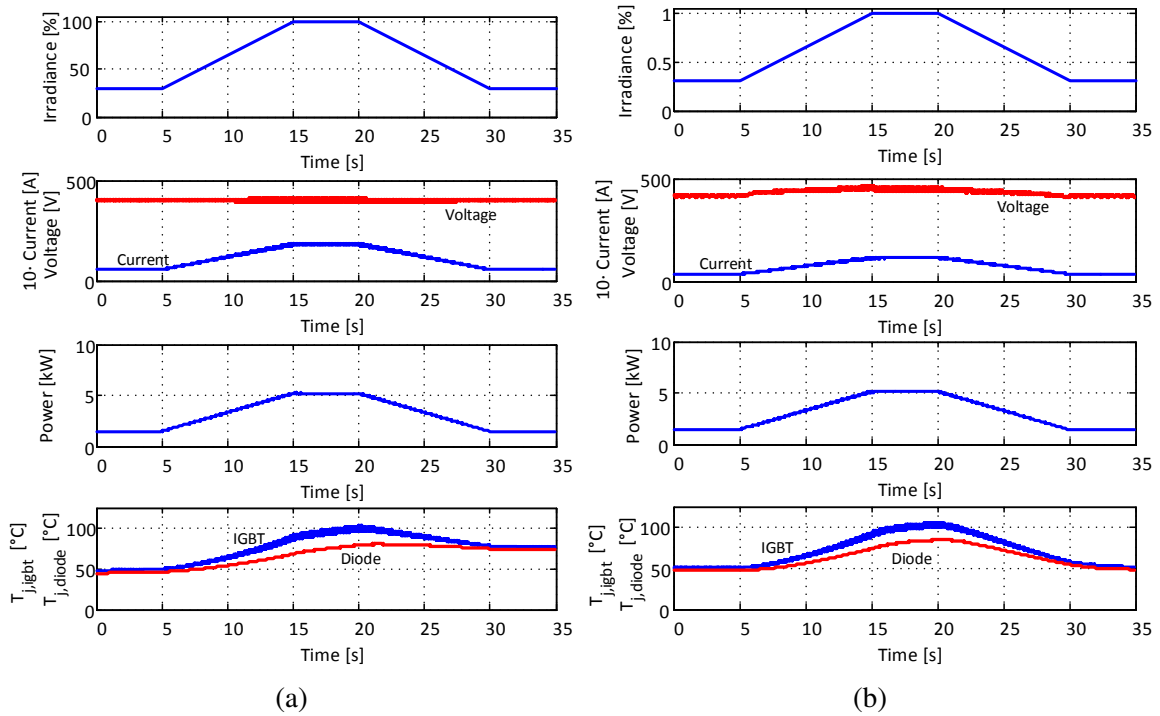 Irradiance [%]
100
50
0
0 5 10 15 20 25 30 35
Time [s]
10· Current [A]
Voltage [V]
500
0
Voltage
Current
0 5 10 15 20 25 30 35
Time [s]
Power [kW]
10
5
0
0 5 10 15 20 25 30 35
Time [s]
Tj,igbt [°C]
Tj,diode [°C]
100
50
0
IGBT
Diode
0 5 10 15 20 25 30 35
Time [s]
(a)
Irradiance [%]
1
0.5
0
0 5 10 15 20 25 30 35
Time [s]
10· Current [A]
Voltage [V]
500
0
Voltage
Current
0 5 10 15 20 25 30 35
Time [s]
Power [kW]
10
5
0
0 5 10 15 20 25 30 35
Time [s]
Tj,igbt [°C]
Tj,diode [°C]
100
50
0
IGBT
Diode
0 5 10 15 20 25 30 35
Time [s]
(b)